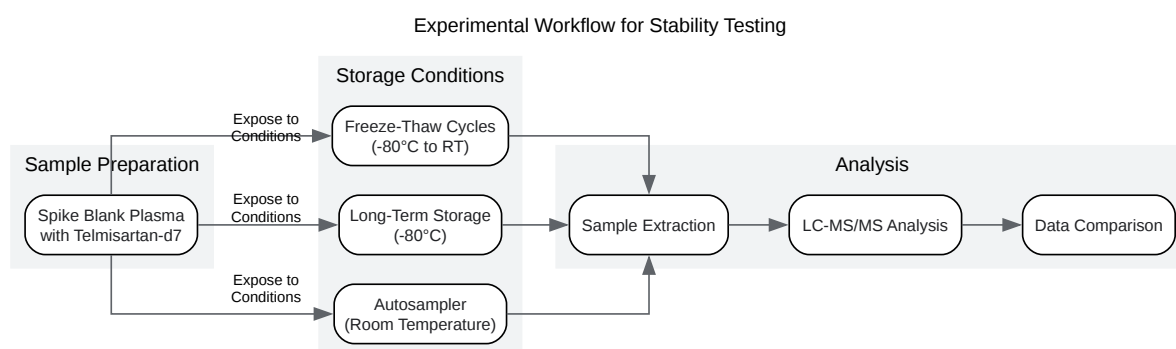 Experimental Workflow for Stability Testing
Storage Conditions
Expose to
Conditions
Freeze-Thaw Cycles
(-80°C to RT)
Sample Preparation
Analysis
Spike Blank Plasma
with Telmisartan-d7
Expose to
Conditions
Long-Term Storage
(-80°C)
Sample Extraction
LC-MS/MS Analysis
Data Comparison
Expose to
Conditions
Autosampler
(Room Temperature)